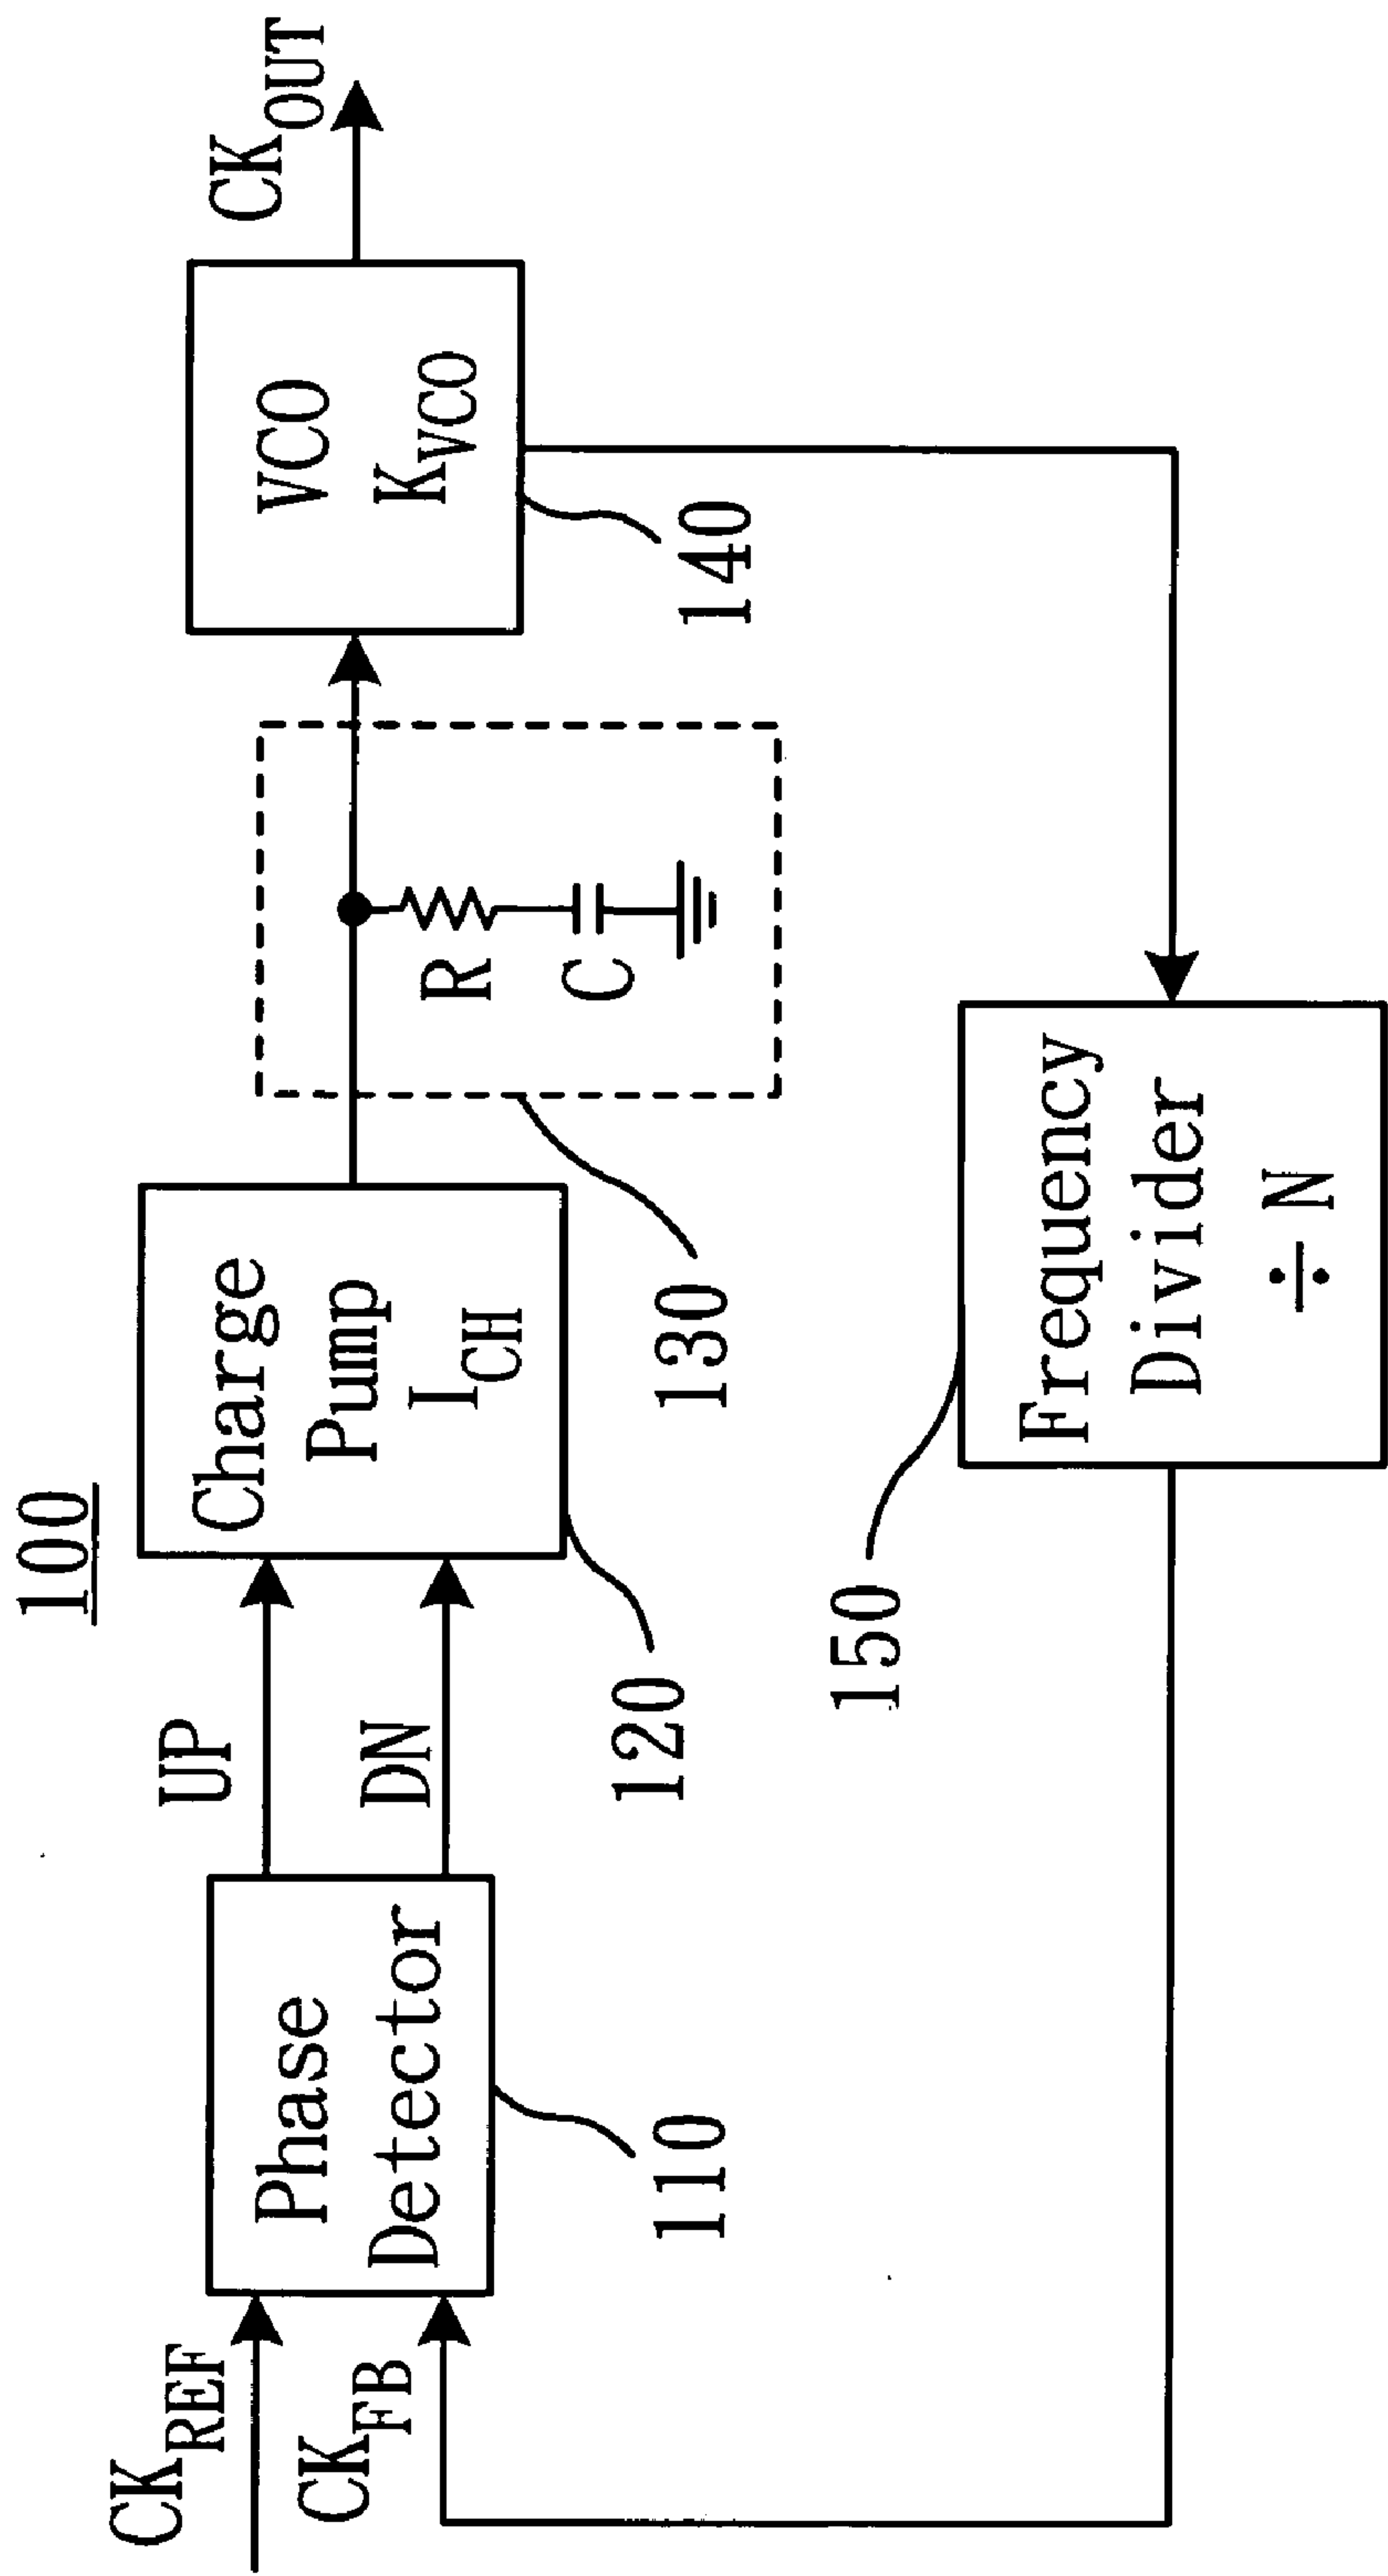 100
CK_REF
CK_FB
Phase
Detector
110
UP
DN
Charge
Pump
I_CH
120
R
C
130
VCO
K_VCO
140
CK_OUT
Frequency
Divider
÷ N
150